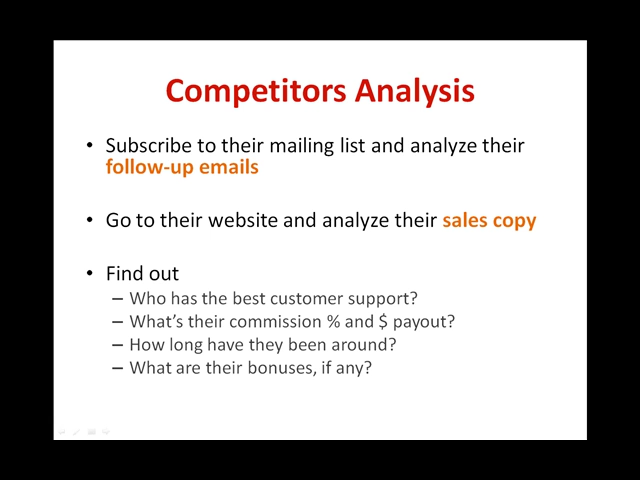 Competitors Analysis
• Subscribe to their mailing list and analyze their
follow-up emails
• Go to their website and analyze their sales copy
• Find out
– Who has the best customer support?
– What's their commission % and $ payout?
– How long have they been around?
– What are their bonuses, if any?